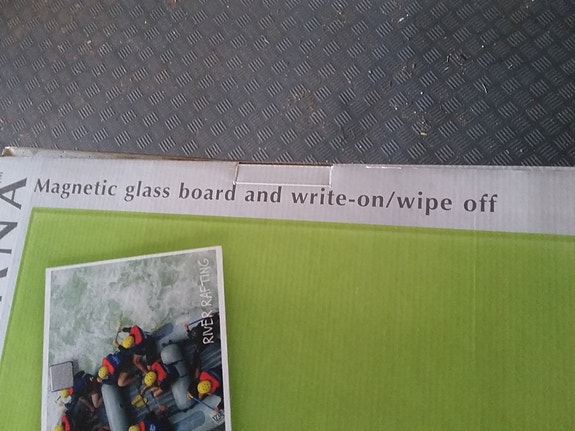 Magnetic glass board and write-on/wipe off
RIVER RAFTING